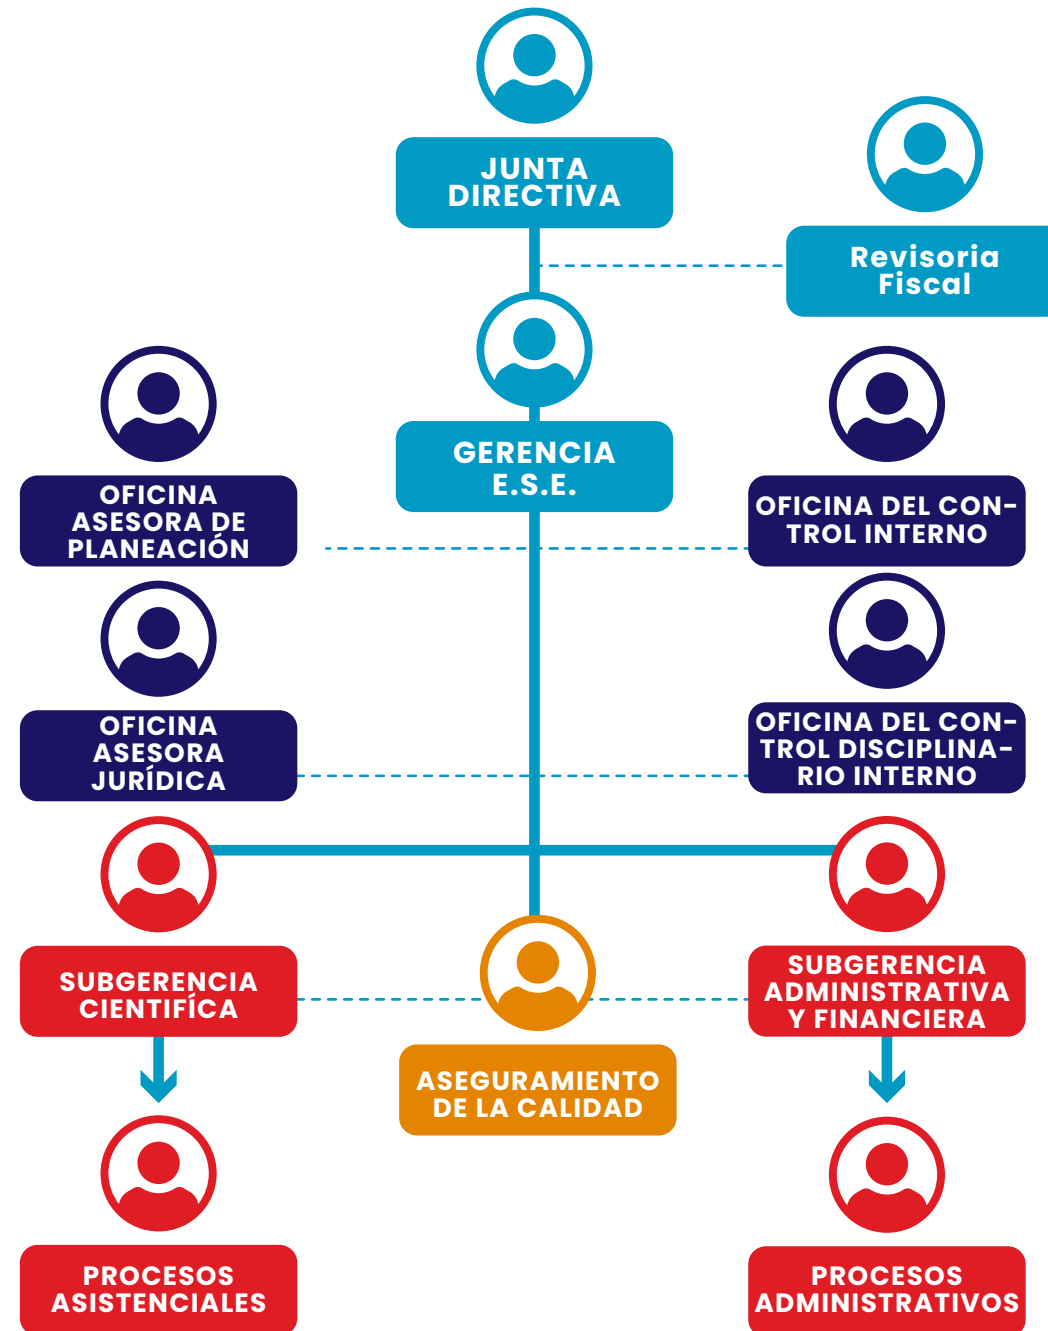 JUNTA
DIRECTIVA
Revisoria
Fiscal
GERENCIA
E.S.E.
OFICINA
ASESORA DE
PLANEACIÓN
OFICINA DEL CON-
TROL INTERNO
OFICINA
ASESORA
JURÍDICA
OFICINA DEL CON-
TROL DISCIPLINA-
RIO INTERNO
SUBGERENCIA
CIENTIFÍCA
SUBGERENCIA
ADMINISTRATIVA
Y FINANCIERA
ASEGURAMIENTO
DE LA CALIDAD
PROCESOS
ASISTENCIALES
PROCESOS
ADMINISTRATIVOS